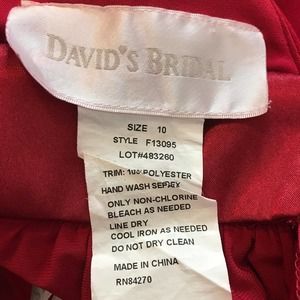 DAVID'S BRIDAL
SIZE 10
STYLE F13095
LOT#483260
TRIM: POLYESTER
HAND WASH
ONLY NON-CHLORINE
BLEACH AS NEEDED
LINE DRY
COOL IRON AS NEEDED
DO NOT DRY CLEAN
MADE IN CHINA
RN84270